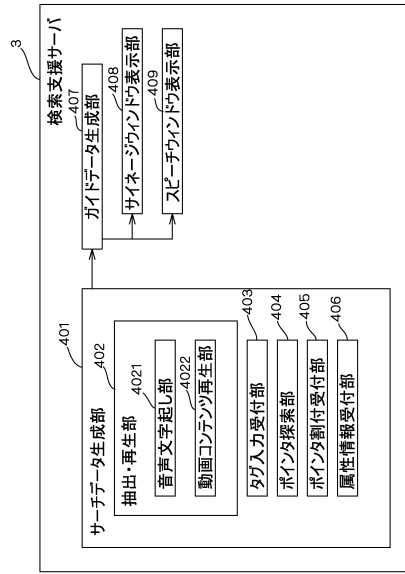 3
検索支援サーバ
401
サーチデータ生成部
402
抽出・再生部
4021
音声文字起し部
4022
動画コンテンツ再生部
403
タグ入力受付部
404
ポインタ探索部
405
ポインタ割付受付部
406
属性情報受付部
407
ガイドデータ生成部
408
サイネージウィンドウ表示部
409
スピーチウィンドウ表示部